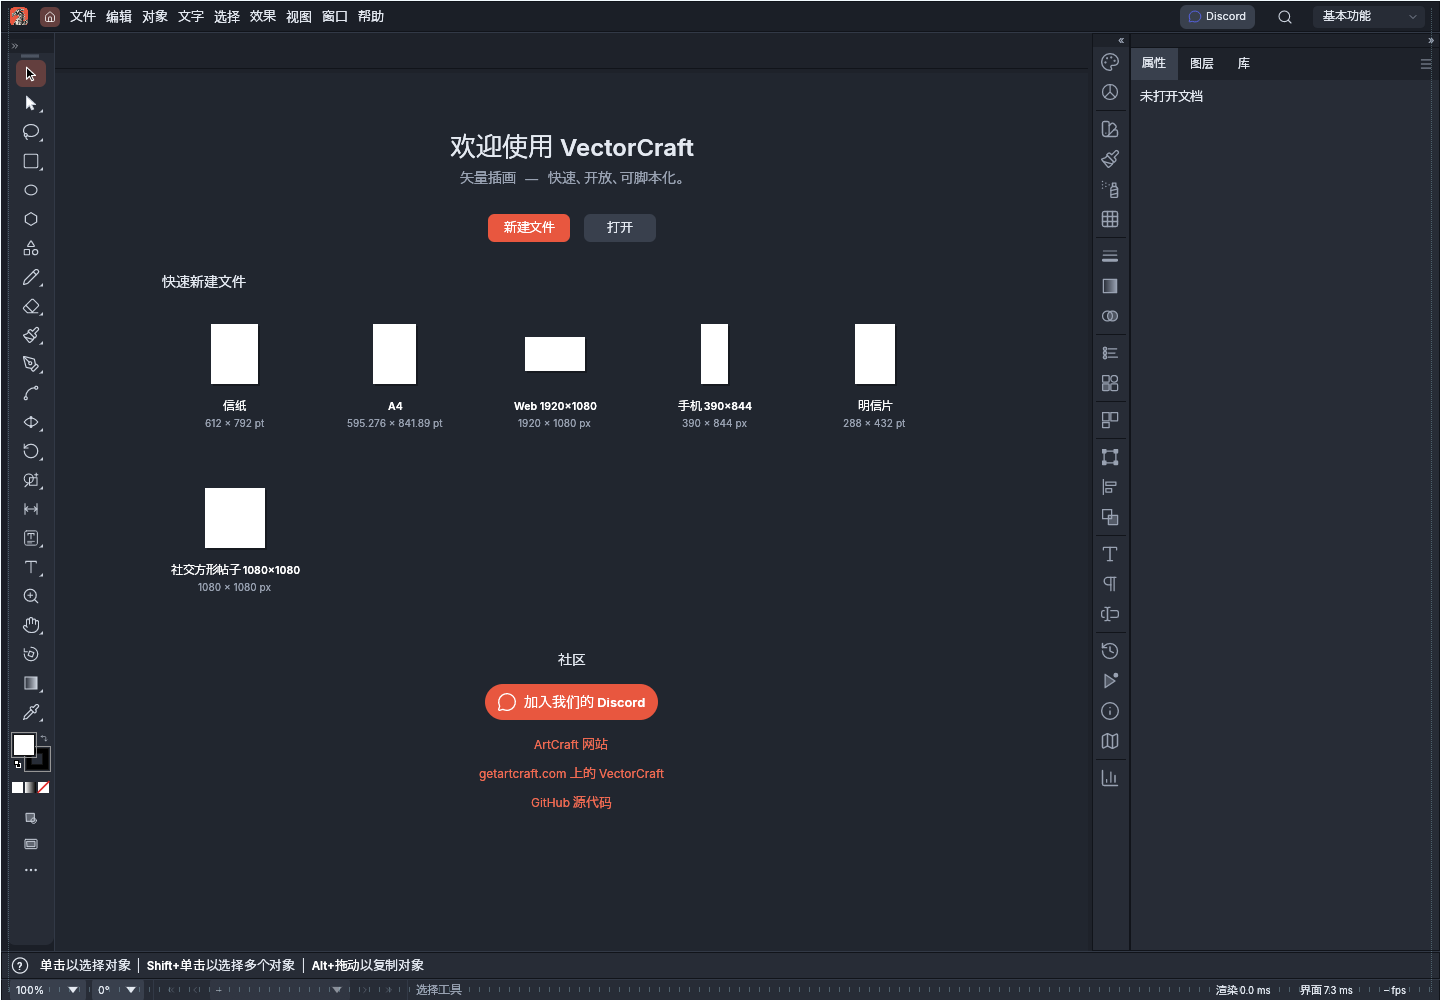 文件 编辑 对象 文字 选择 效果 视图 窗口 帮助
Discord
基本功能
属性 图层 库
未打开文档
欢迎使用 VectorCraft
矢量插画 — 快速、开放、可脚本化。
新建文件 打开
快速新建文件
信纸
612 × 792 pt
A4
595.276 × 841.89 pt
Web 1920×1080
1920 × 1080 px
手机 390×844
390 × 844 px
明信片
288 × 432 pt
社交方形帖子 1080×1080
1080 × 1080 px
社区
加入我们的 Discord
ArtCraft 网站
getartcraft.com 上的 VectorCraft
GitHub 源代码
单击以选择对象 | Shift+单击以选择多个对象 | Alt+拖动以复制对象
100% 0° 选择工具 渲染 0.0 ms 界面 7.3 ms – fps